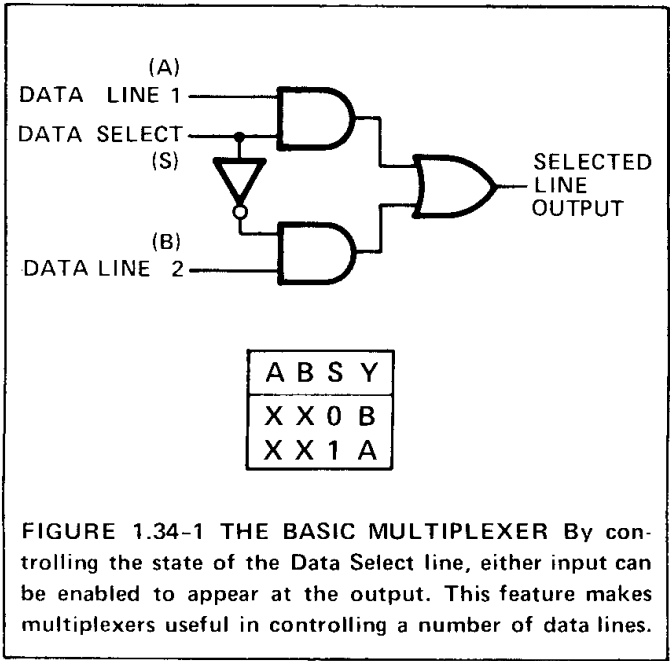 (A)
DATA LINE 1
DATA SELECT
(S)
(B)
DATA LINE 2
SELECTED
LINE
OUTPUT
A B S Y
X X 0 B
X X 1 A
FIGURE 1.34-1 THE BASIC MULTIPLEXER By con-
trolling the state of the Data Select line, either input can
be enabled to appear at the output. This feature makes
multiplexers useful in controlling a number of data lines.